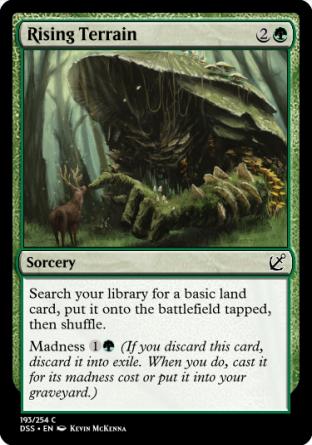 Rising Terrain 2
Sorcery
Search your library for a basic land
card, put it onto the battlefield tapped,
then shuffle.
Madness 1 (If you discard this card,
discard it into exile. When you do, cast it
for its madness cost or put it into your
graveyard.)
193/254 C
DSS • EN Kevin McKenna